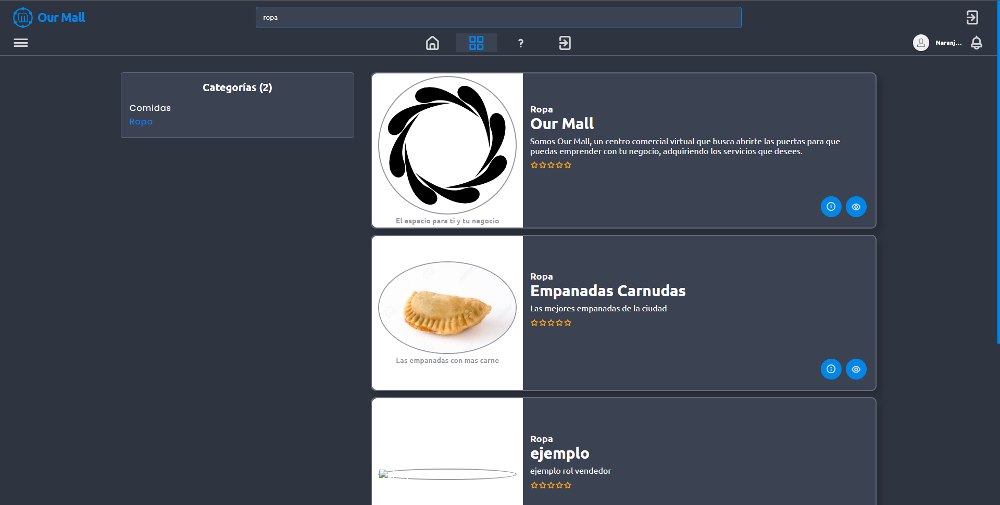 Our Mall
ropa
?
Naranj...
Categorías (2)
Comidas
Ropa
El espacio para ti y tu negocio
Ropa
Our Mall
Somos Our Mall, un centro comercial virtual que busca abrirte las puertas para que
puedas emprender con tu negocio, adquiriendo los servicios que desees.
Las empanadas con mas carne
Ropa
Empanadas Carnudas
Las mejores empanadas de la ciudad
Ropa
ejemplo
ejemplo rol vendedor